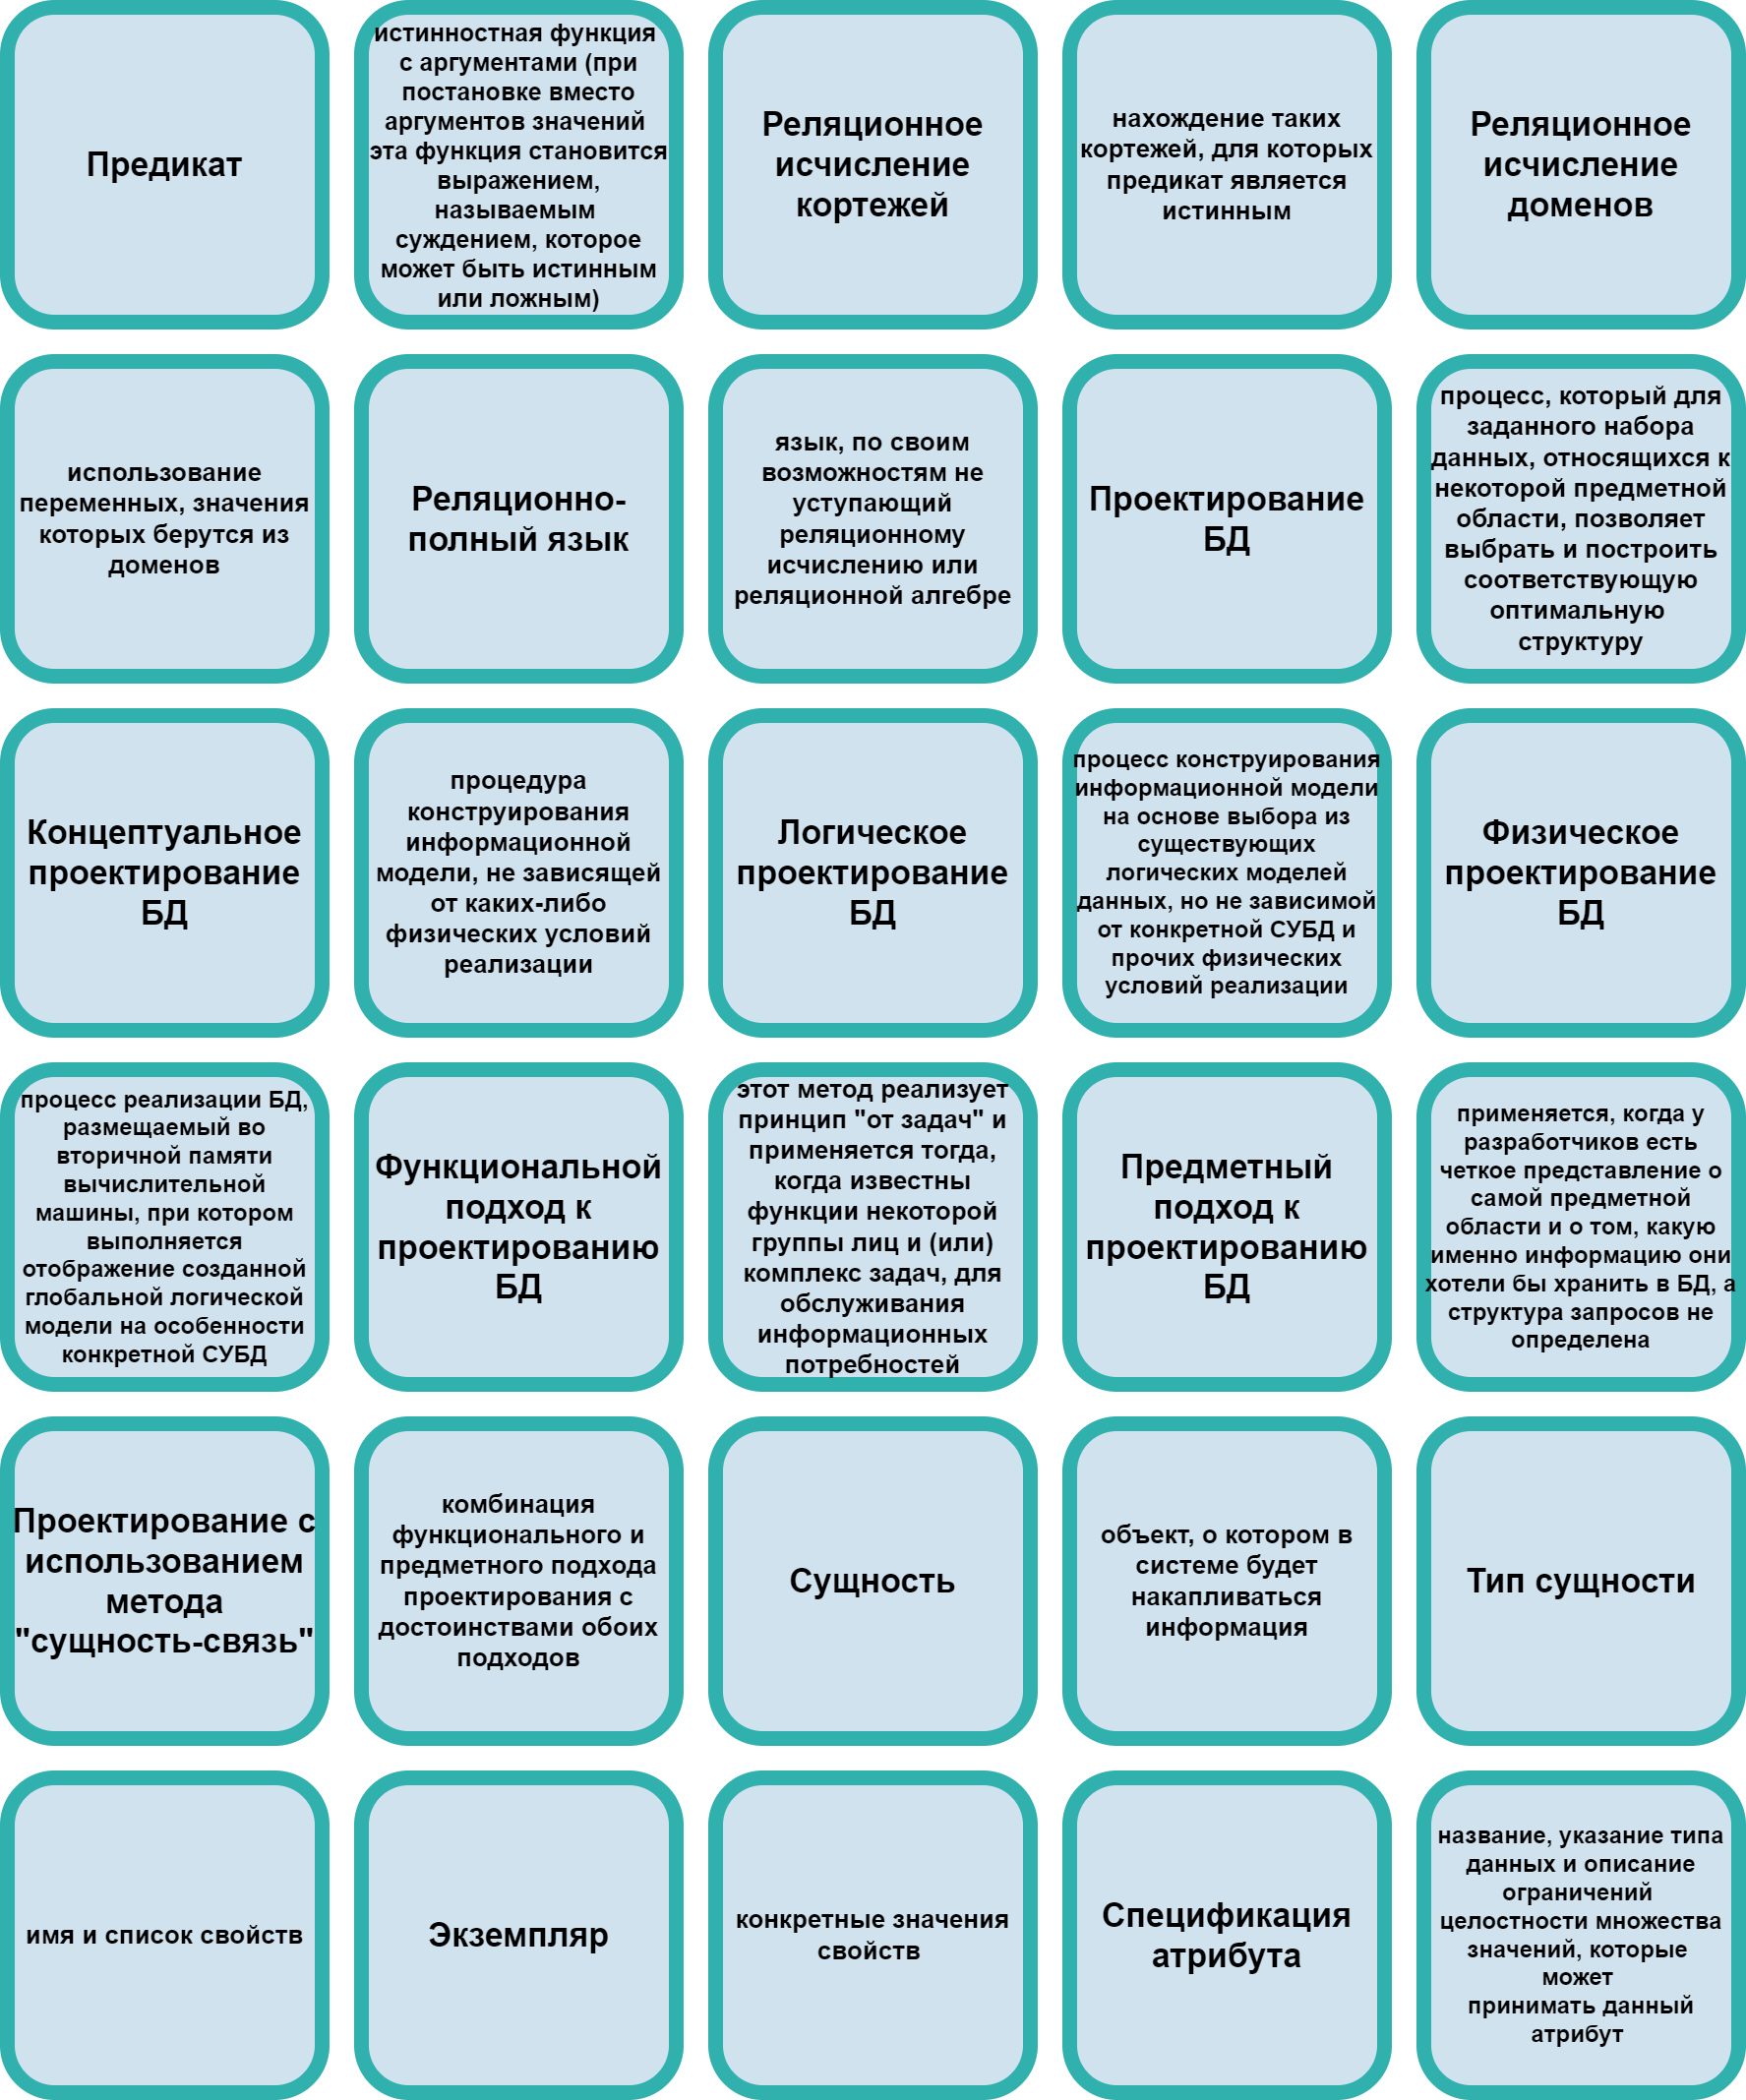 Предикат
истинностная функция
с аргументами (при
постановке вместо
аргументов значений
эта функция становится
выражением,
называемым
суждением, которое
может быть истинным
или ложным)
Реляционное
исчисление
кортежей
нахождение таких
кортежей, для которых
предикат является
истинным
Реляционное
исчисление
доменов
использование
переменных, значения
которых берутся из
доменов
Реляционно-
полный язык
язык, по своим
возможностям не
уступающий
реляционному
исчислению или
реляционной алгебре
Проектирование
БД
процесс, который для
заданного набора
данных, относящихся к
некоторой предметной
области, позволяет
выбрать и построить
соответствующую
оптимальную
структуру
Концептуальное
проектирование
БД
процедура
конструирования
информационной
модели, не зависящей
от каких-либо
физических условий
реализации
Логическое
проектирование
БД
процесс конструирования
информационной модели
на основе выбора из
существующих
логических моделей
данных, но не зависимой
от конкретной СУБД и
прочих физических
условий реализации
Физическое
проектирование
БД
процесс реализации БД,
размещаемый во
вторичной памяти
вычислительной
машины, при котором
выполняется
отображение созданной
глобальной логической
модели на особенности
конкретной СУБД
Функциональной
подход к
проектированию
БД
этот метод реализует
принцип "от задач" и
применяется тогда,
когда известны
функции некоторой
группы лиц и (или)
комплекс задач, для
обслуживания
информационных
потребностей
Предметный
подход к
проектированию
БД
применяется, когда у
разработчиков есть
четкое представление о
самой предметной
области и о том, какую
именно информацию они
хотели бы хранить в БД, а
структура запросов не
определена
Проектирование с
использованием
метода
"сущность-связь"
комбинация
функционального и
предметного подхода
проектирования с
достоинствами обоих
подходов
Сущность
объект, о котором в
системе будет
накапливаться
информация
Тип сущности
имя и список свойств
Экземпляр
конкретные значения
свойств
Спецификация
атрибута
название, указание типа
данных и описание
ограничений
целостности множества
значений, которые
может
принимать данный
атрибут